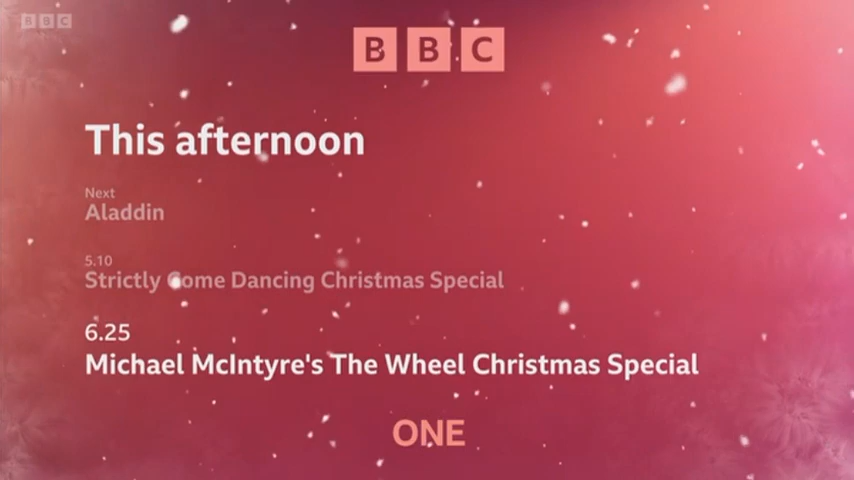 BBC
BBC
This afternoon
Next
Aladdin
5.10
Strictly Come Dancing Christmas Special
6.25
Michael McIntyre's The Wheel Christmas Special
ONE